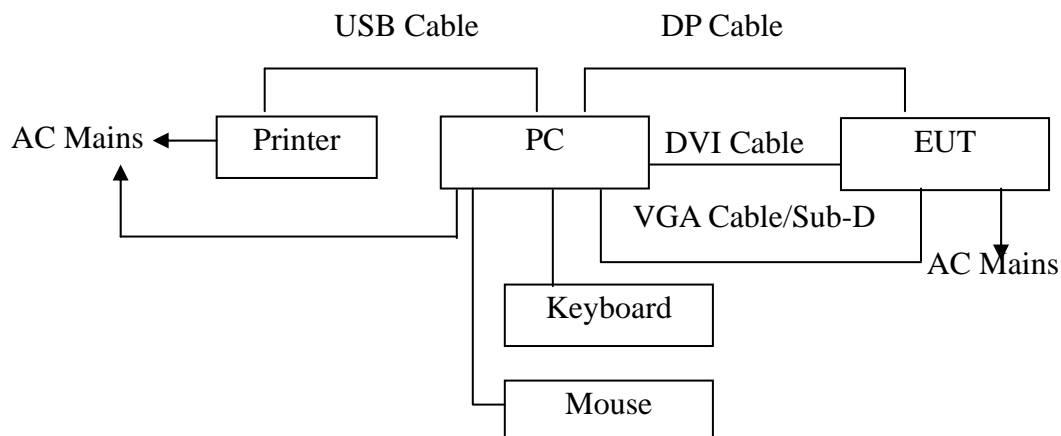 USB Cable
DP Cable
AC Mains
Printer
PC
DVI Cable
EUT
VGA Cable/Sub-D
AC Mains
Keyboard
Mouse